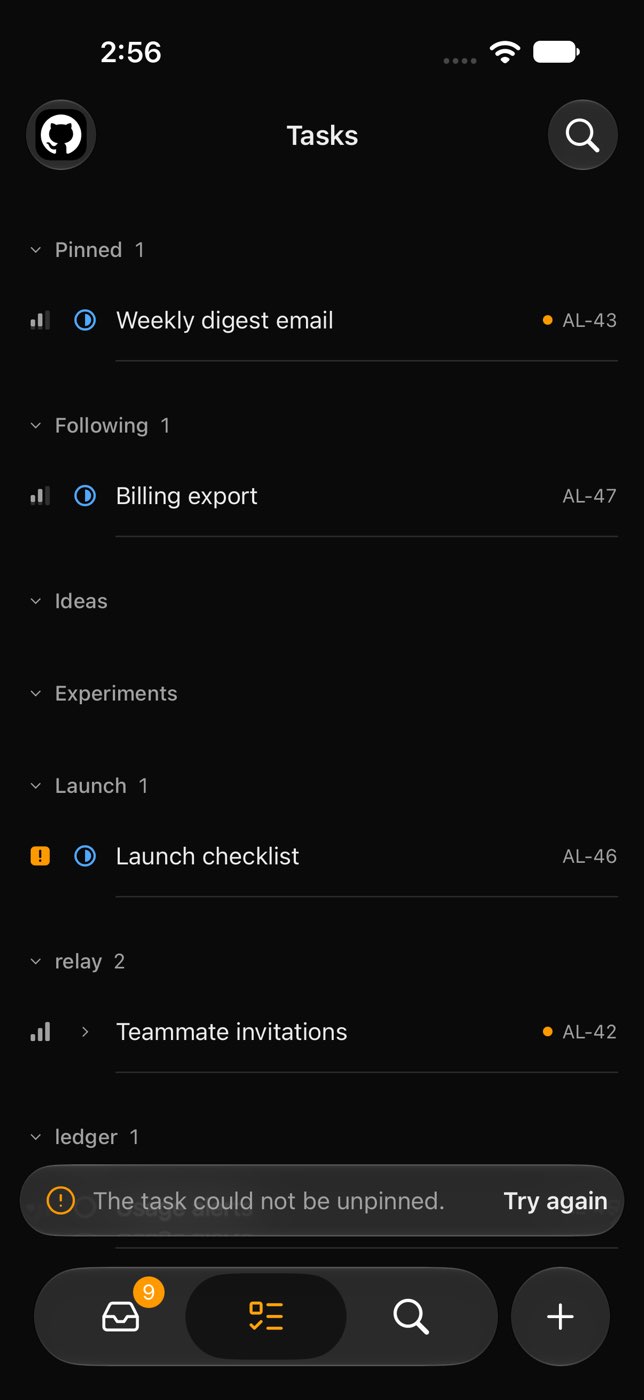 2:56
Tasks
Pinned 1
Weekly digest email AL-43
Following 1
Billing export AL-47
Ideas
Experiments
Launch 1
Launch checklist AL-46
relay 2
Teammate invitations AL-42
ledger 1
The task could not be unpinned. Try again
9